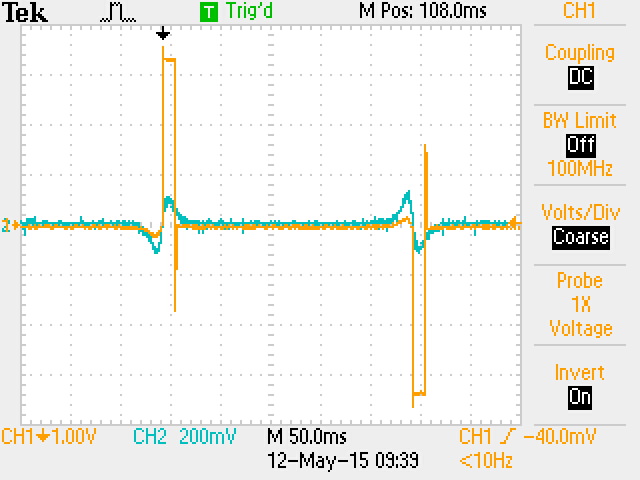 Tek T Trig'd M Pos: 108.0ms CH1
Coupling
DC
BW Limit
Off
100MHz
Volts/Div
Coarse
Probe
1X
Voltage
Invert
On
CH1 1.00V CH2 200mV M 50.0ms CH1 -40.0mV
12-May-15 09:39 <10Hz